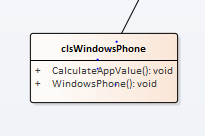 clsWindowsPhone
+ CalculateAppValue(): void
+ WindowsPhone(): void